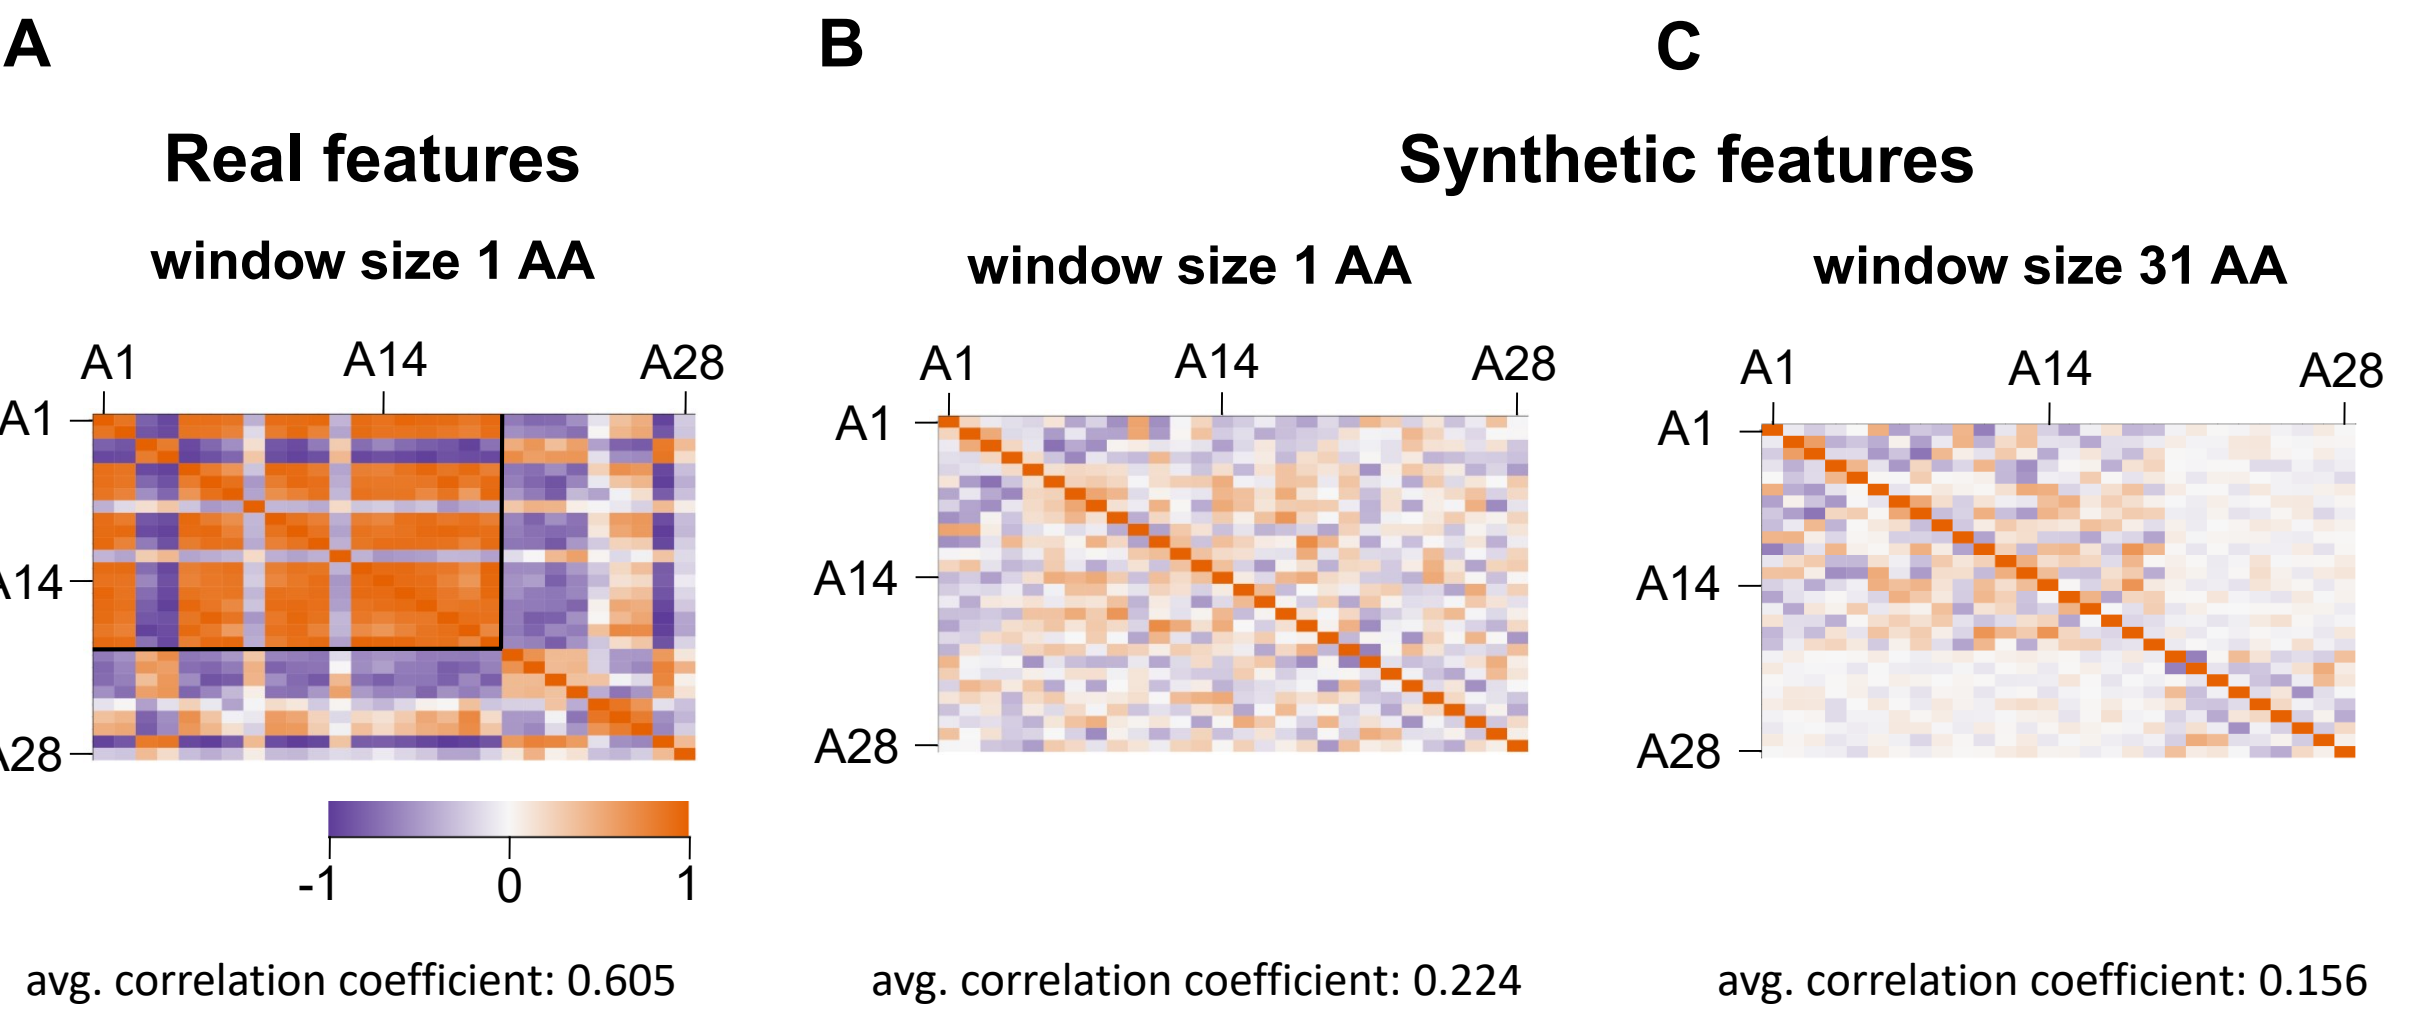 A
B
C
Real features
Synthetic features
window size 1 AA
window size 1 AA
window size 31 AA
A1
A14
A28
A1
A14
A28
A1
A14
A28
A1
A14
A28
A1
A14
A28
A1
A14
A28
-1
0
1
avg. correlation coefficient: 0.605
avg. correlation coefficient: 0.224
avg. correlation coefficient: 0.156